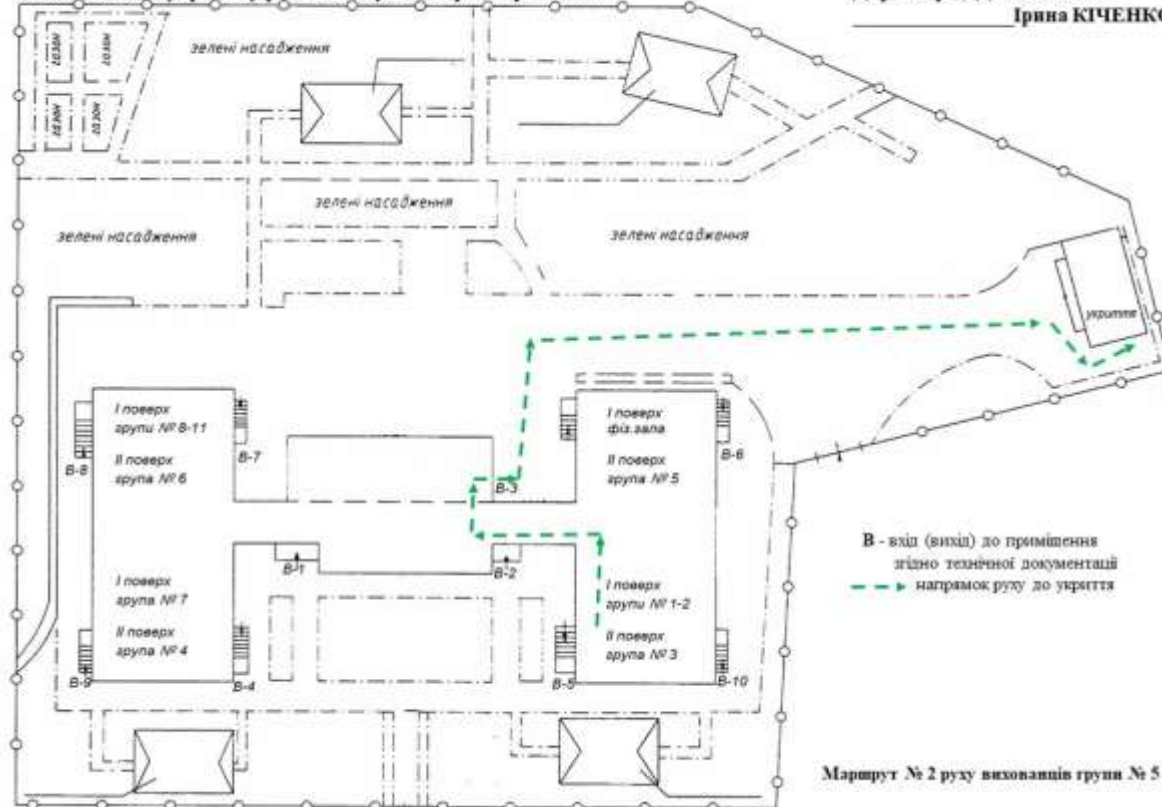 Ірина КІЧЕНКО
газон
газон
газон
газон
зелені насадження
зелені насадження
зелені насадження
зелені насадження
укриття
І поверх
групи № 8-11
ІІ поверх
група № 6
В-8
В-7
І поверх
фіз.зала
ІІ поверх
група № 5
В-6
В-3
В - вхід (вихід) до приміщення
згідно технічної документації
напрямок руху до укриття
В-1
В-2
І поверх
група № 7
ІІ поверх
група № 4
В-9
В-4
І поверх
групи № 1-2
ІІ поверх
група № 3
В-5
В-10
Маршрут № 2 руху вихованців групи № 5